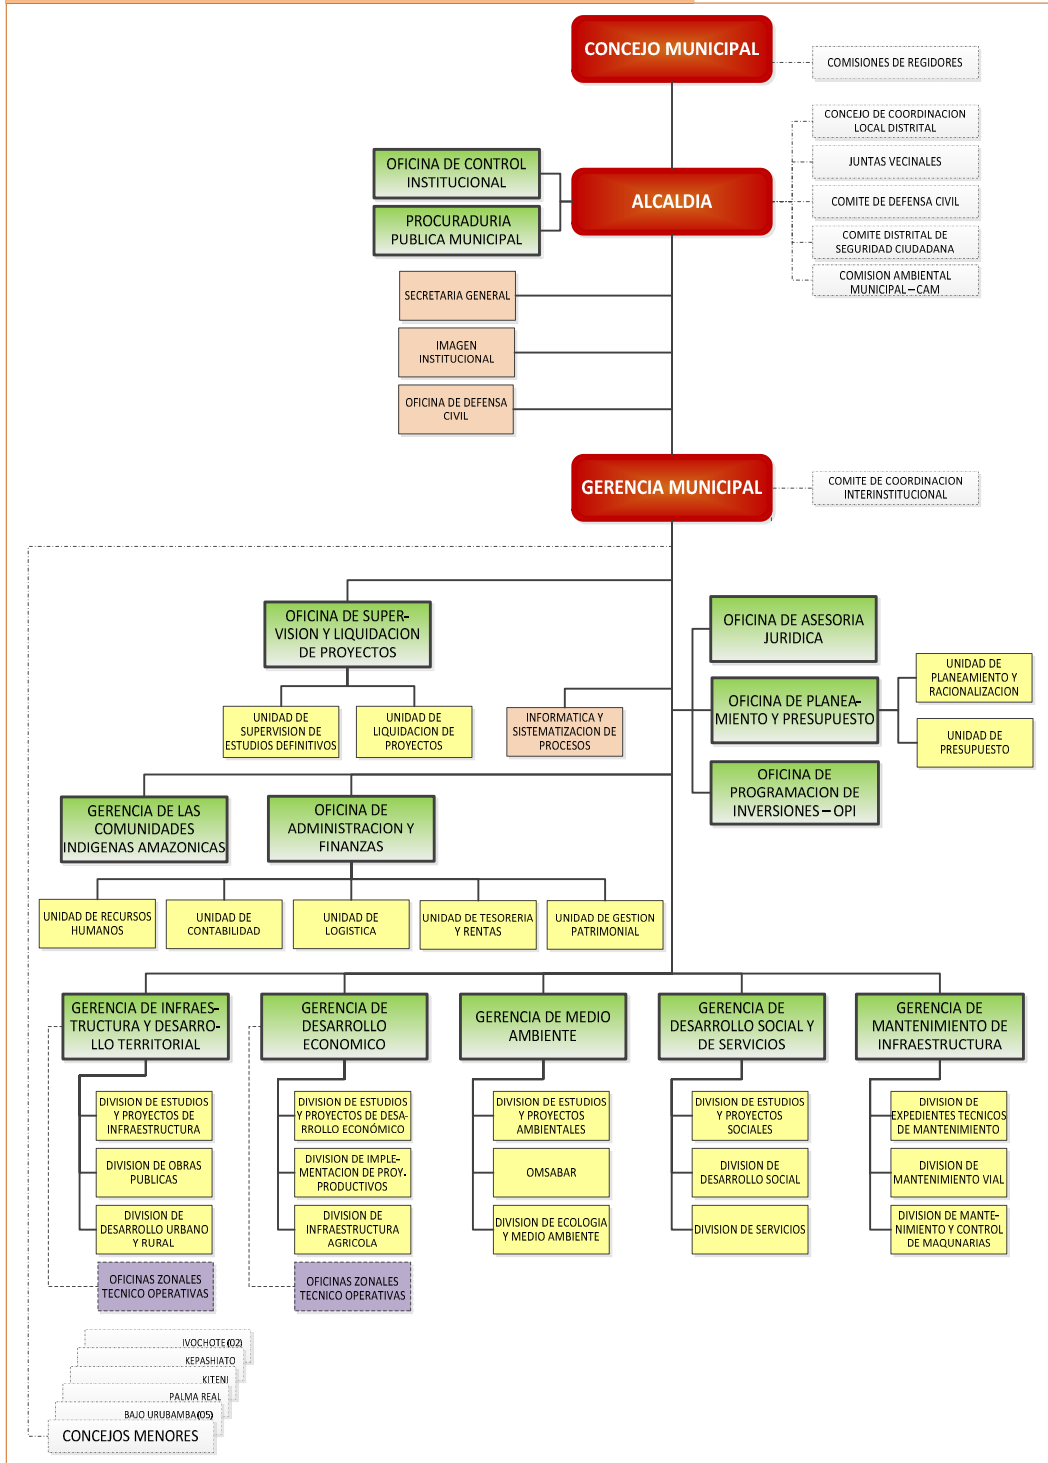 CONCEJO MUNICIPAL
COMISIONES DE REGIDORES
CONCEJO DE COORDINACION
LOCAL DISTRITAL
JUNTAS VECINALES
COMITE DE DEFENSA CIVIL
COMITE DISTRITAL DE
SEGURIDAD CIUDADANA
COMISION AMBIENTAL
MUNICIPAL – CAM
OFICINA DE CONTROL
INSTITUCIONAL
PROCURADURIA
PUBLICA MUNICIPAL
ALCALDIA
SECRETARIA GENERAL
IMAGEN
INSTITUCIONAL
OFICINA DE DEFENSA
CIVIL
GERENCIA MUNICIPAL
COMITE DE COORDINACION
INTERINSTITUCIONAL
OFICINA DE SUPER-
VISION Y LIQUIDACION
DE PROYECTOS
UNIDAD DE
SUPERVISION DE
ESTUDIOS DEFINITIVOS
UNIDAD DE
LIQUIDACION DE
PROYECTOS
INFORMATICA Y
SISTEMATIZACION DE
PROCESOS
OFICINA DE ASESORIA
JURIDICA
OFICINA DE PLANEA-
MIENTO Y PRESUPUESTO
UNIDAD DE
PLANEAMIENTO Y
RACIONALIZACION
UNIDAD DE
PRESUPUESTO
OFICINA DE
PROGRAMACION DE
INVERSIONES – OPI
GERENCIA DE LAS
COMUNIDADES
INDIGENAS AMAZONICAS
OFICINA DE
ADMINISTRACION Y
FINANZAS
UNIDAD DE RECURSOS
HUMANOS
UNIDAD DE
CONTABILIDAD
UNIDAD DE
LOGISTICA
UNIDAD DE TESORERIA
Y RENTAS
UNIDAD DE GESTION
PATRIMONIAL
GERENCIA DE INFRAES-
TRUCTURA Y DESARRO-
LLO TERRITORIAL
GERENCIA DE
DESARROLLO
ECONOMICO
GERENCIA DE MEDIO
AMBIENTE
GERENCIA DE
DESARROLLO SOCIAL Y
DE SERVICIOS
GERENCIA DE
MANTENIMIENTO DE
INFRAESTRUCTURA
DIVISION DE ESTUDIOS
Y PROYECTOS DE
INFRAESTRUCTURA
DIVISION DE OBRAS
PUBLICAS
DIVISION DE
DESARROLLO URBANO
Y RURAL
OFICINAS ZONALES
TECNICO OPERATIVAS
DIVISION DE ESTUDIOS
Y PROYECTOS DE DESA-
RROLLO ECONÓMICO
DIVISION DE IMPLE-
MENTACION DE PROY.
PRODUCTIVOS
DIVISION DE
INFRAESTRUCTURA
AGRICOLA
OFICINAS ZONALES
TECNICO OPERATIVAS
DIVISION DE ESTUDIOS
Y PROYECTOS
AMBIENTALES
OMSABAR
DIVISION DE ECOLOGIA
Y MEDIO AMBIENTE
DIVISION DE ESTUDIOS
Y PROYECTOS
SOCIALES
DIVISION DE
DESARROLLO SOCIAL
DIVISION DE SERVICIOS
DIVISION DE
EXPEDIENTES TECNICOS
DE MANTENIMIENTO
DIVISION DE
MANTENIMIENTO VIAL
DIVISION DE MANTE-
NIMIENTO Y CONTROL
DE MAQUNARIAS
IVOCHOTE (02)
KEPASHIATO
KITENI
PALMA REAL
BAJO URUBAMBA (05)
CONCEJOS MENORES